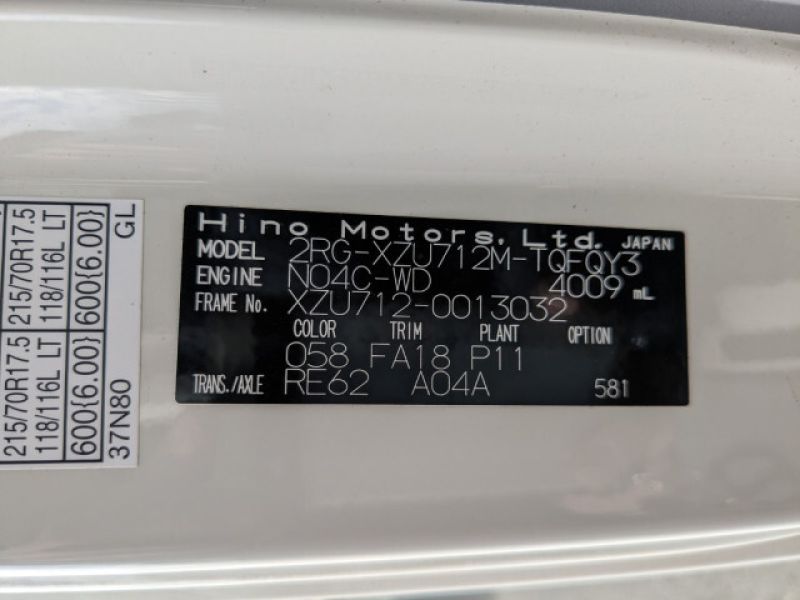 Hino Motors, Ltd. JAPAN
MODEL 2RG-XZU712M-TQFQY3
ENGINE N04C-WD 4009 mL
FRAME No. XZU712-0013032
COLOR TRIM PLANT OPTION
058 FA18 P11
TRANS./AXLE RE62 A04A 581
215/70R17.5 215/70R17.5
118/116L LT 118/116L LT
600{6.00} 600{6.00}
37N80 GL